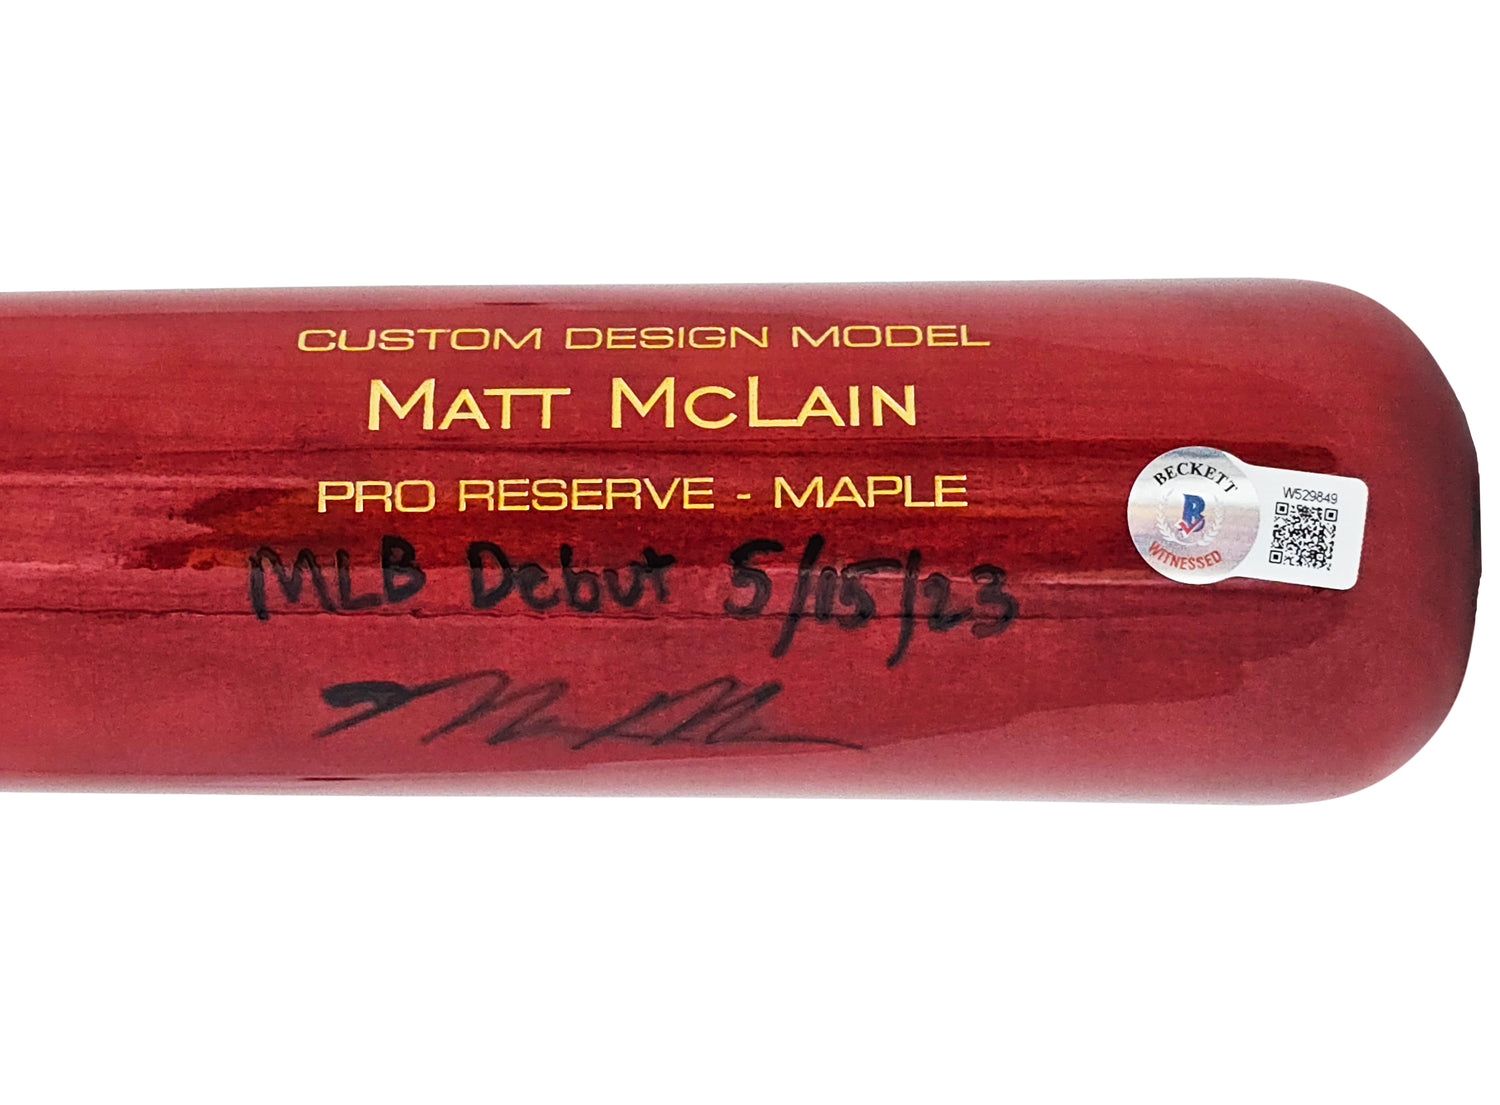 CUSTOM DESIGN MODEL
MATT MCLAIN
PRO RESERVE - MAPLE
MLB Debut 5/15/23
BECKETT
B
WITNESSED
W529849